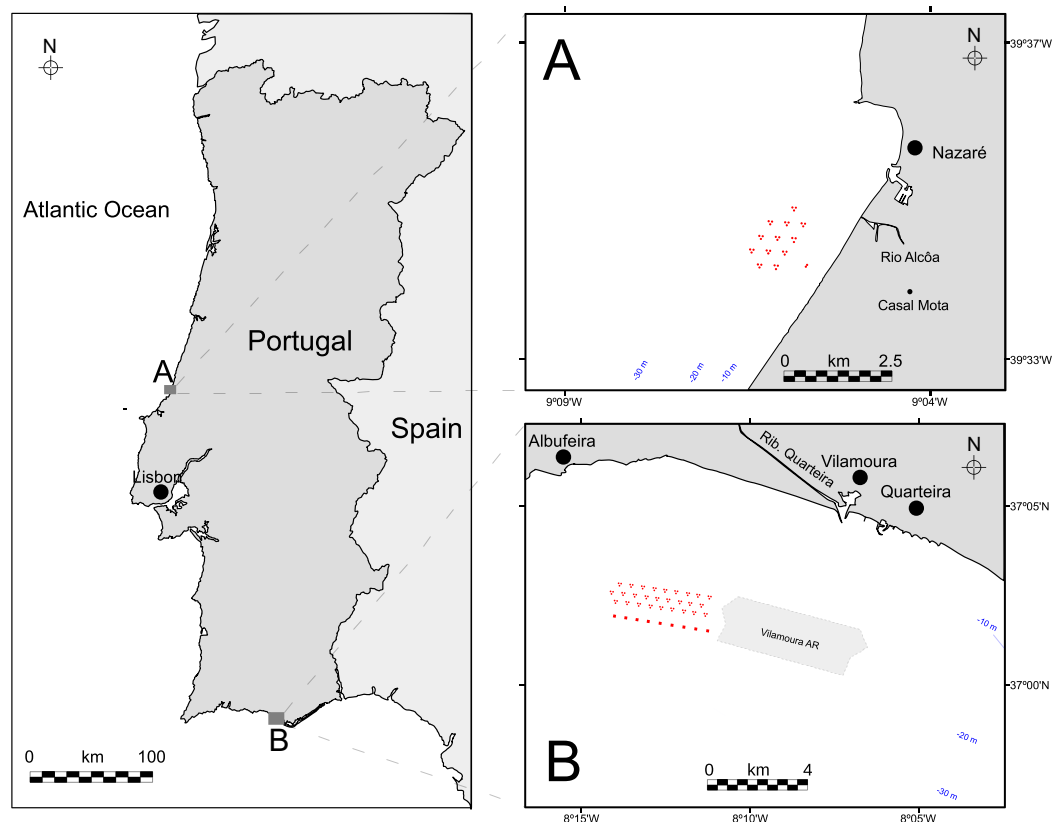 N
Atlantic Ocean
Portugal
A
Spain
Lisbon
B
0 km 100
A
N
39°37'W
Nazaré
Rio Alcôa
Casal Mota
0 km 2.5
39°33'W
-30 m
-20 m
-10 m
9°09'W
9°04'W
Albufeira
Rib. Quarteira
N
Vilamoura
Quarteira
37°05'N
Vilamoura AR
-10 m
37°00'N
-20 m
B
0 km 4
-30 m
8°15'W
8°10'W
8°05'W